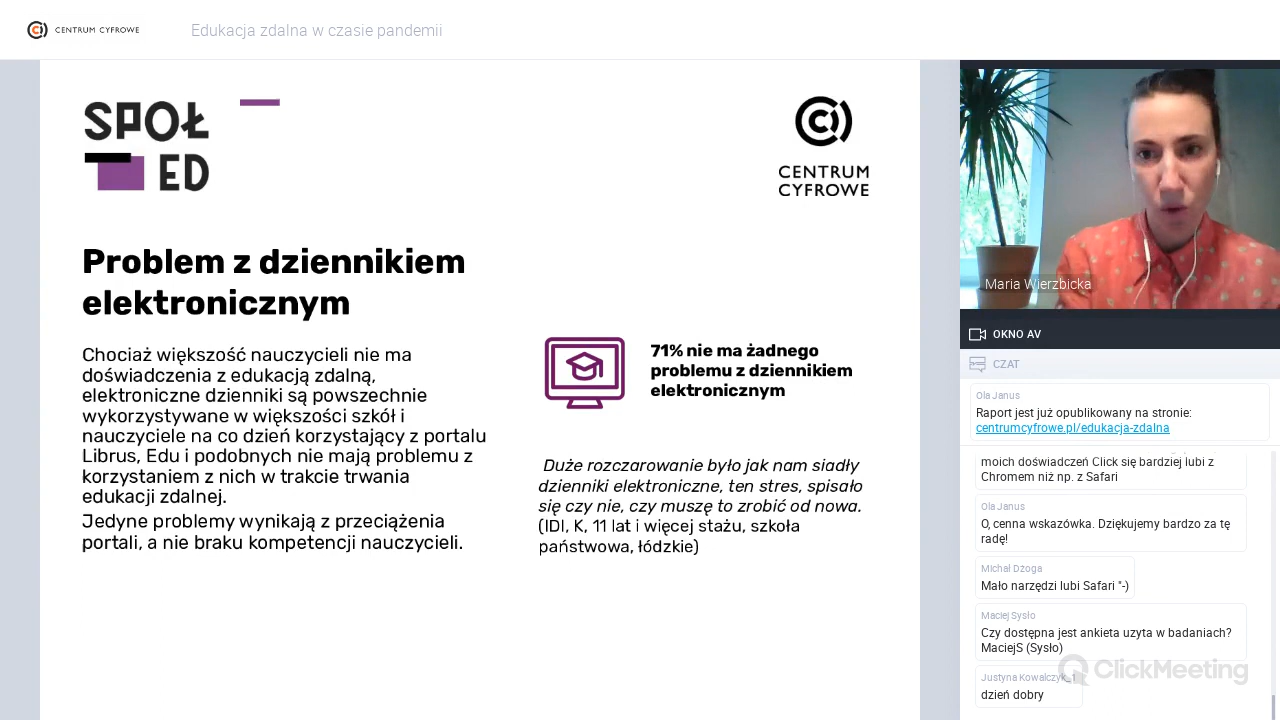 CENTRUM CYFROWE
Edukacja zdalna w czasie pandemii
SPOŁ
ED
CENTRUM
CYFROWE
Problem z dziennikiem
elektronicznym
Chociaż większość nauczycieli nie ma
doświadczenia z edukacją zdalną,
elektroniczne dzienniki są powszechnie
wykorzystywane w większości szkół i
nauczyciele na co dzień korzystający z portalu
Librus, Edu i podobnych nie mają problemu z
korzystaniem z nich w trakcie trwania
edukacji zdalnej.
Jedyne problemy wynikają z przeciążenia
portali, a nie braku kompetencji nauczycieli.
71% nie ma żadnego
problemu z dziennikiem
elektronicznym
Duże rozczarowanie było jak nam siadły
dzienniki elektroniczne, ten stres, spisało
się czy nie, czy muszę to zrobić od nowa.
(IDI, K, 11 lat i więcej stażu, szkoła
państwowa, łódzkie)
Maria Wierzbicka
OKNO AV
CZAT
Ola Janus
Raport jest już opublikowany na stronie:
centrumcyfrowe.pl/edukacja-zdalna
moich doświadczeń Click się bardziej lubi z
Chromem niż np. z Safari
Ola Janus
O, cenna wskazówka. Dziękujemy bardzo za tę
radę!
Michał Dżoga
Mało narzędzi lubi Safari "-)
Maciej Sysło
Czy dostępna jest ankieta uzyta w badaniach?
MaciejS (Sysło)
Justyna Kowalczyk_1
dzień dobry
ClickMeeting